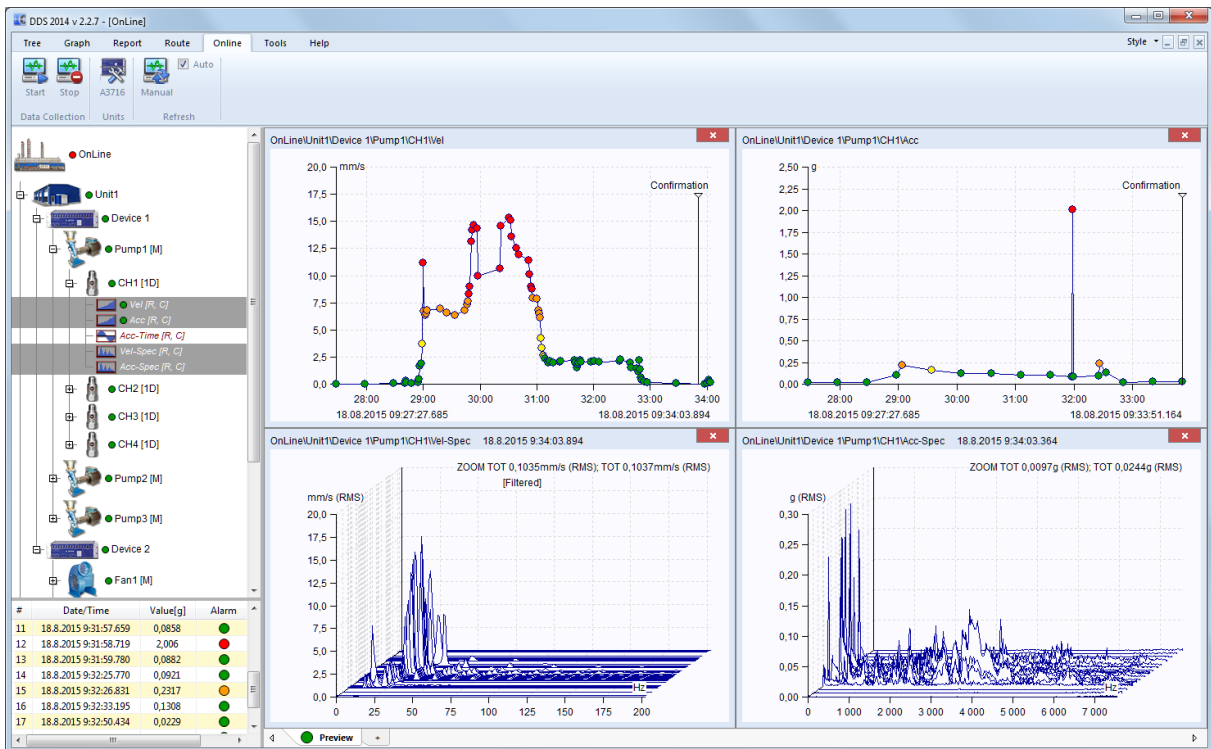 DDS 2014 v 2.2.7 - [OnLine]
Tree Graph Report Route Online Tools Help Style
Auto
Start Stop A3716 Manual
Data Collection Units Refresh
OnLine
Unit1
Device 1
Pump1 [M]
CH1 [1D]
Vel [R, C]
Acc [R, C]
Acc-Time [R, C]
Vel-Spec [R, C]
Acc-Spec [R, C]
CH2 [1D]
CH3 [1D]
CH4 [1D]
Pump2 [M]
Pump3 [M]
Device 2
Fan1 [M]
# Date/Time Value[g] Alarm
11 18.8.2015 9:31:57.659 0,0858
12 18.8.2015 9:31:58.719 2,006
13 18.8.2015 9:31:59.780 0,0882
14 18.8.2015 9:32:25.770 0,0921
15 18.8.2015 9:32:26.831 0,2317
16 18.8.2015 9:32:33.195 0,1308
17 18.8.2015 9:32:50.434 0,0229
OnLine\Unit1\Device 1\Pump1\CH1\Vel
20,0 mm/s
Confirmation
17,5
15,0
12,5
10,0
7,5
5,0
2,5
0,0
28:00 29:00 30:00 31:00 32:00 33:00 34:00
18.08.2015 09:27:27.685 18.08.2015 09:34:03.894
OnLine\Unit1\Device 1\Pump1\CH1\Acc
2,50 g
Confirmation
2,25
2,00
1,75
1,50
1,25
1,00
0,75
0,50
0,25
0,00
28:00 29:00 30:00 31:00 32:00 33:00
18.08.2015 09:27:27.685 18.08.2015 09:33:51.164
OnLine\Unit1\Device 1\Pump1\CH1\Vel-Spec 18.8.2015 9:34:03.894
ZOOM TOT 0,1035mm/s (RMS); TOT 0,1037mm/s (RMS)
[Filtered]
mm/s (RMS)
20,0
17,5
15,0
12,5
10,0
7,5
5,0
2,5
0,0
Hz
0 25 50 75 100 125 150 175 200
OnLine\Unit1\Device 1\Pump1\CH1\Acc-Spec 18.8.2015 9:34:03.364
ZOOM TOT 0,0097g (RMS); TOT 0,0244g (RMS)
g (RMS)
0,30
0,25
0,20
0,15
0,10
0,05
0,00
Hz
0 1 000 2 000 3 000 4 000 5 000 6 000 7 000
Preview +